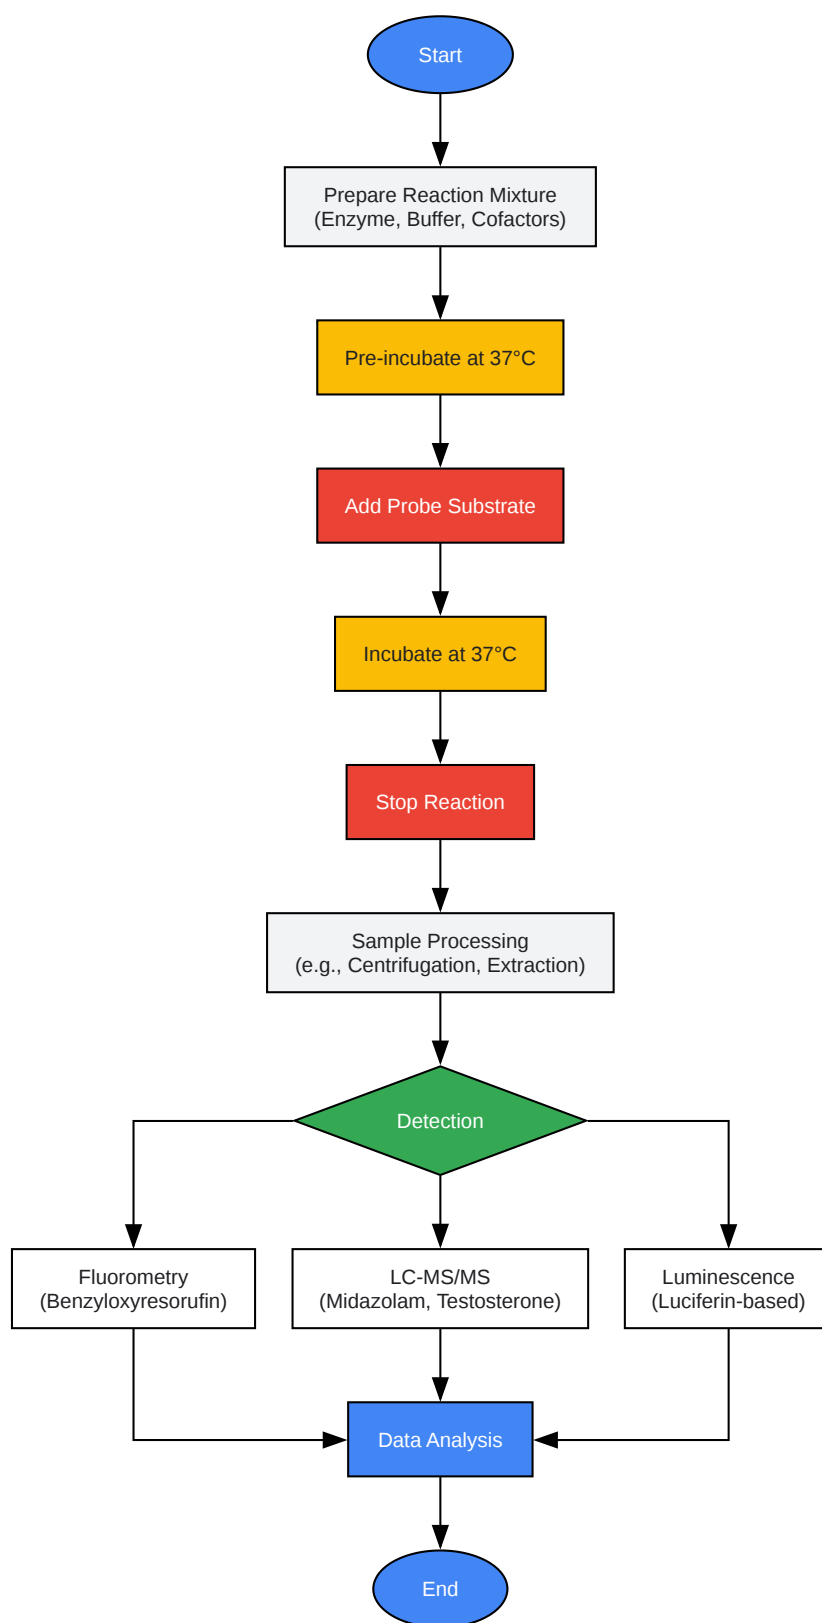 Start
Prepare Reaction Mixture
(Enzyme, Buffer, Cofactors)
Pre-incubate at 37°C
Add Probe Substrate
Incubate at 37°C
Stop Reaction
Sample Processing
(e.g., Centrifugation, Extraction)
Detection
Fluorometry
(Benzyloxyresorufin)
LC-MS/MS
(Midazolam, Testosterone)
Luminescence
(Luciferin-based)
Data Analysis
End